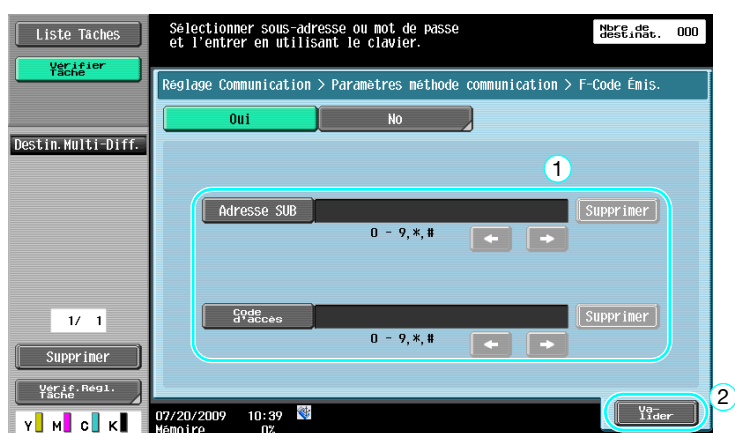 Liste Tâches
Sélectionner sous-adresse ou mot de passe
et l'entrer en utilisant le clavier.
Nbre de
destinat. 000
Vérifier
Tâche
Réglage Communication > Paramètres méthode communication > F-Code Émis.
Oui No
Destin.Multi-Diff.
1
Adresse SUB Supprimer
0 - 9,*,# ← →
1/ 1
Code
d'accès Supprimer
0 - 9,*,# ← →
Supprimer
Vérif.Régl.
Tâche
2
Va-
lider
Y M C K
07/20/2009 10:39
Mémoire 0%